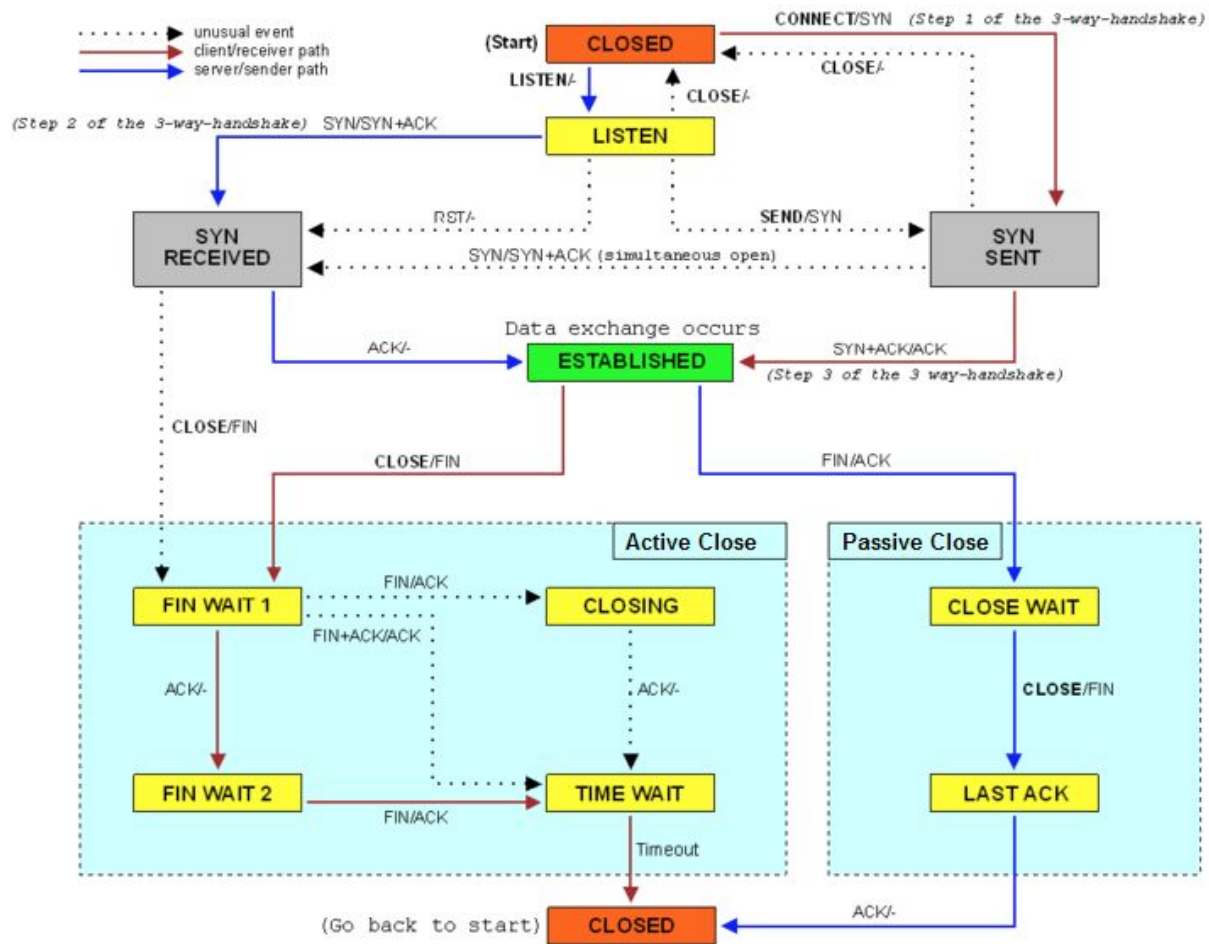 unusual event
client/receiver path
server/sender path
CONNECT/SYN (Step 1 of the 3-way-handshake)
(Start)
CLOSED
CLOSE/-
LISTEN/-
CLOSE/-
(Step 2 of the 3-way-handshake) SYN/SYN+ACK
LISTEN
RST/-
SEND/SYN
SYN
RECEIVED
SYN
SENT
SYN/SYN+ACK (simultaneous open)
Data exchange occurs
ACK/-
ESTABLISHED
SYN+ACK/ACK
(Step 3 of the 3 way-handshake)
CLOSE/FIN
CLOSE/FIN
FIN/ACK
Active Close
Passive Close
FIN WAIT 1
FIN/ACK
CLOSING
CLOSE WAIT
FIN+ACK/ACK
ACK/-
ACK/-
CLOSE/FIN
FIN WAIT 2
TIME WAIT
LAST ACK
FIN/ACK
Timeout
(Go back to start)
CLOSED
ACK/-